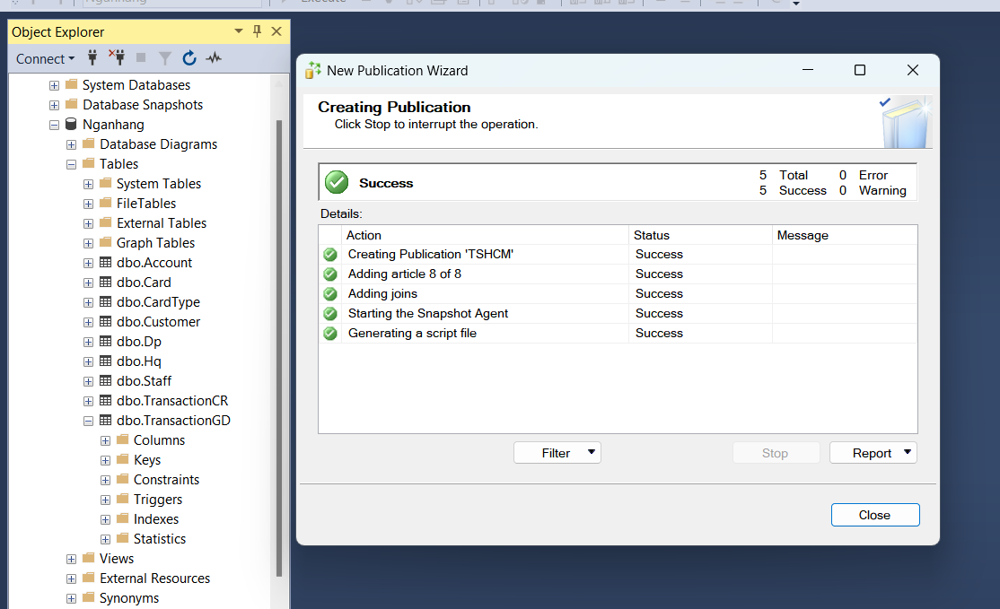 Nganhang
Execute
Object Explorer
Connect
System Databases
Database Snapshots
Nganhang
Database Diagrams
Tables
System Tables
FileTables
External Tables
Graph Tables
dbo.Account
dbo.Card
dbo.CardType
dbo.Customer
dbo.Dp
dbo.Hq
dbo.Staff
dbo.TransactionCR
dbo.TransactionGD
Columns
Keys
Constraints
Triggers
Indexes
Statistics
Views
External Resources
Synonyms
New Publication Wizard
Creating Publication
Click Stop to interrupt the operation.
Success
5 Total 0 Error
5 Success 0 Warning
Details:
Action Status Message
Creating Publication 'TSHCM' Success
Adding article 8 of 8 Success
Adding joins Success
Starting the Snapshot Agent Success
Generating a script file Success
Filter Stop Report
Close